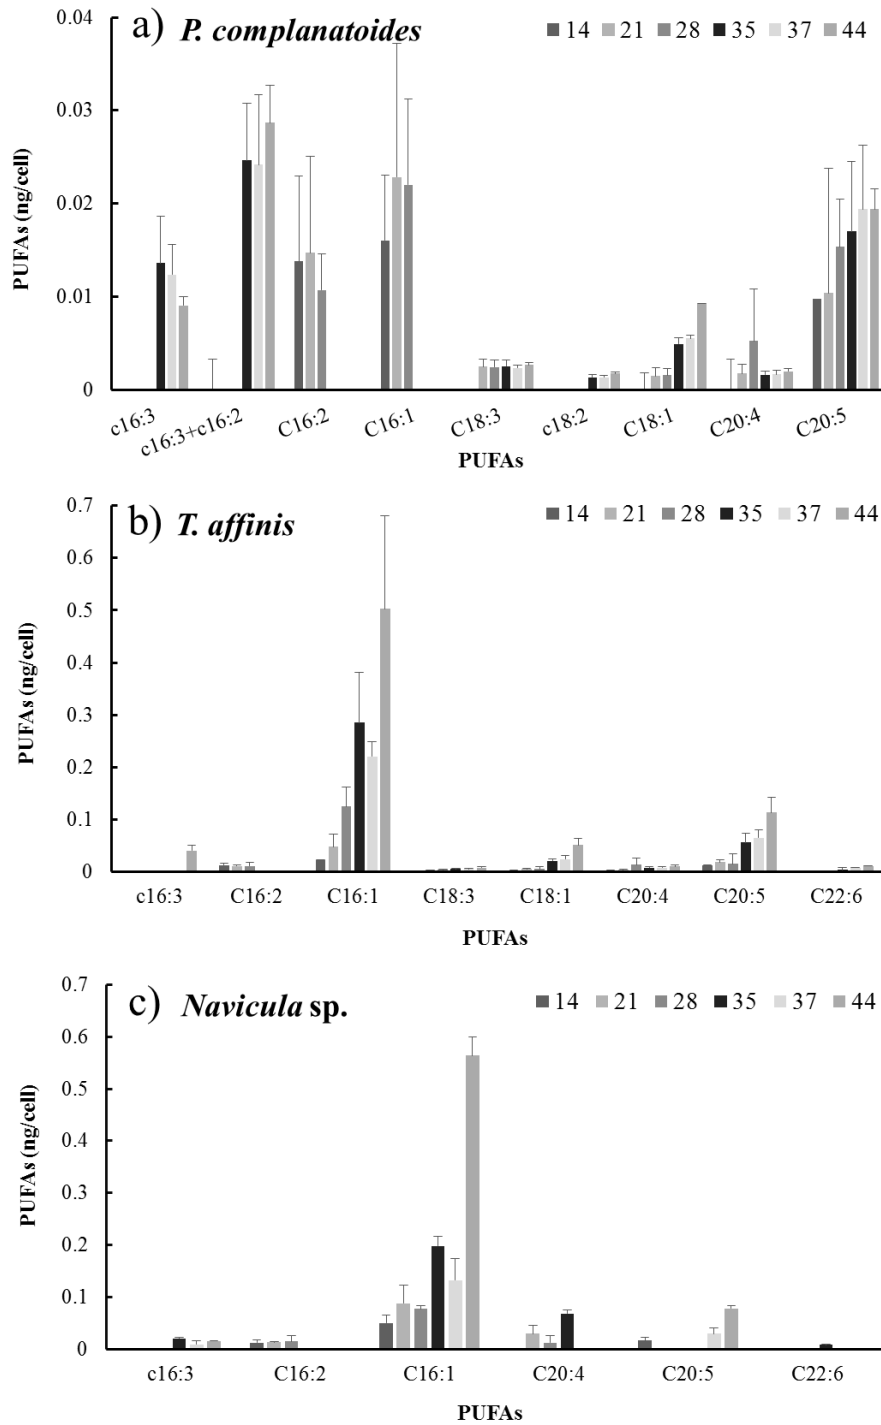 a) P. complanatoides
14 21 28 35 37 44
0.04
0.03
0.02
0.01
0
PUFAs (ng/cell)
c16:3 c16:3+c16:2 C16:2 C16:1 C18:3 c18:2 C18:1 C20:4 C20:5
PUFAs
b) T. affinis
14 21 28 35 37 44
0.7
0.6
0.5
0.4
0.3
0.2
0.1
0
PUFAs (ng/cell)
c16:3 C16:2 C16:1 C18:3 C18:1 C20:4 C20:5 C22:6
PUFAs
c) Navicula sp.
14 21 28 35 37 44
0.7
0.6
0.5
0.4
0.3
0.2
0.1
0
PUFAs (ng/cell)
c16:3 C16:2 C16:1 C20:4 C20:5 C22:6
PUFAs